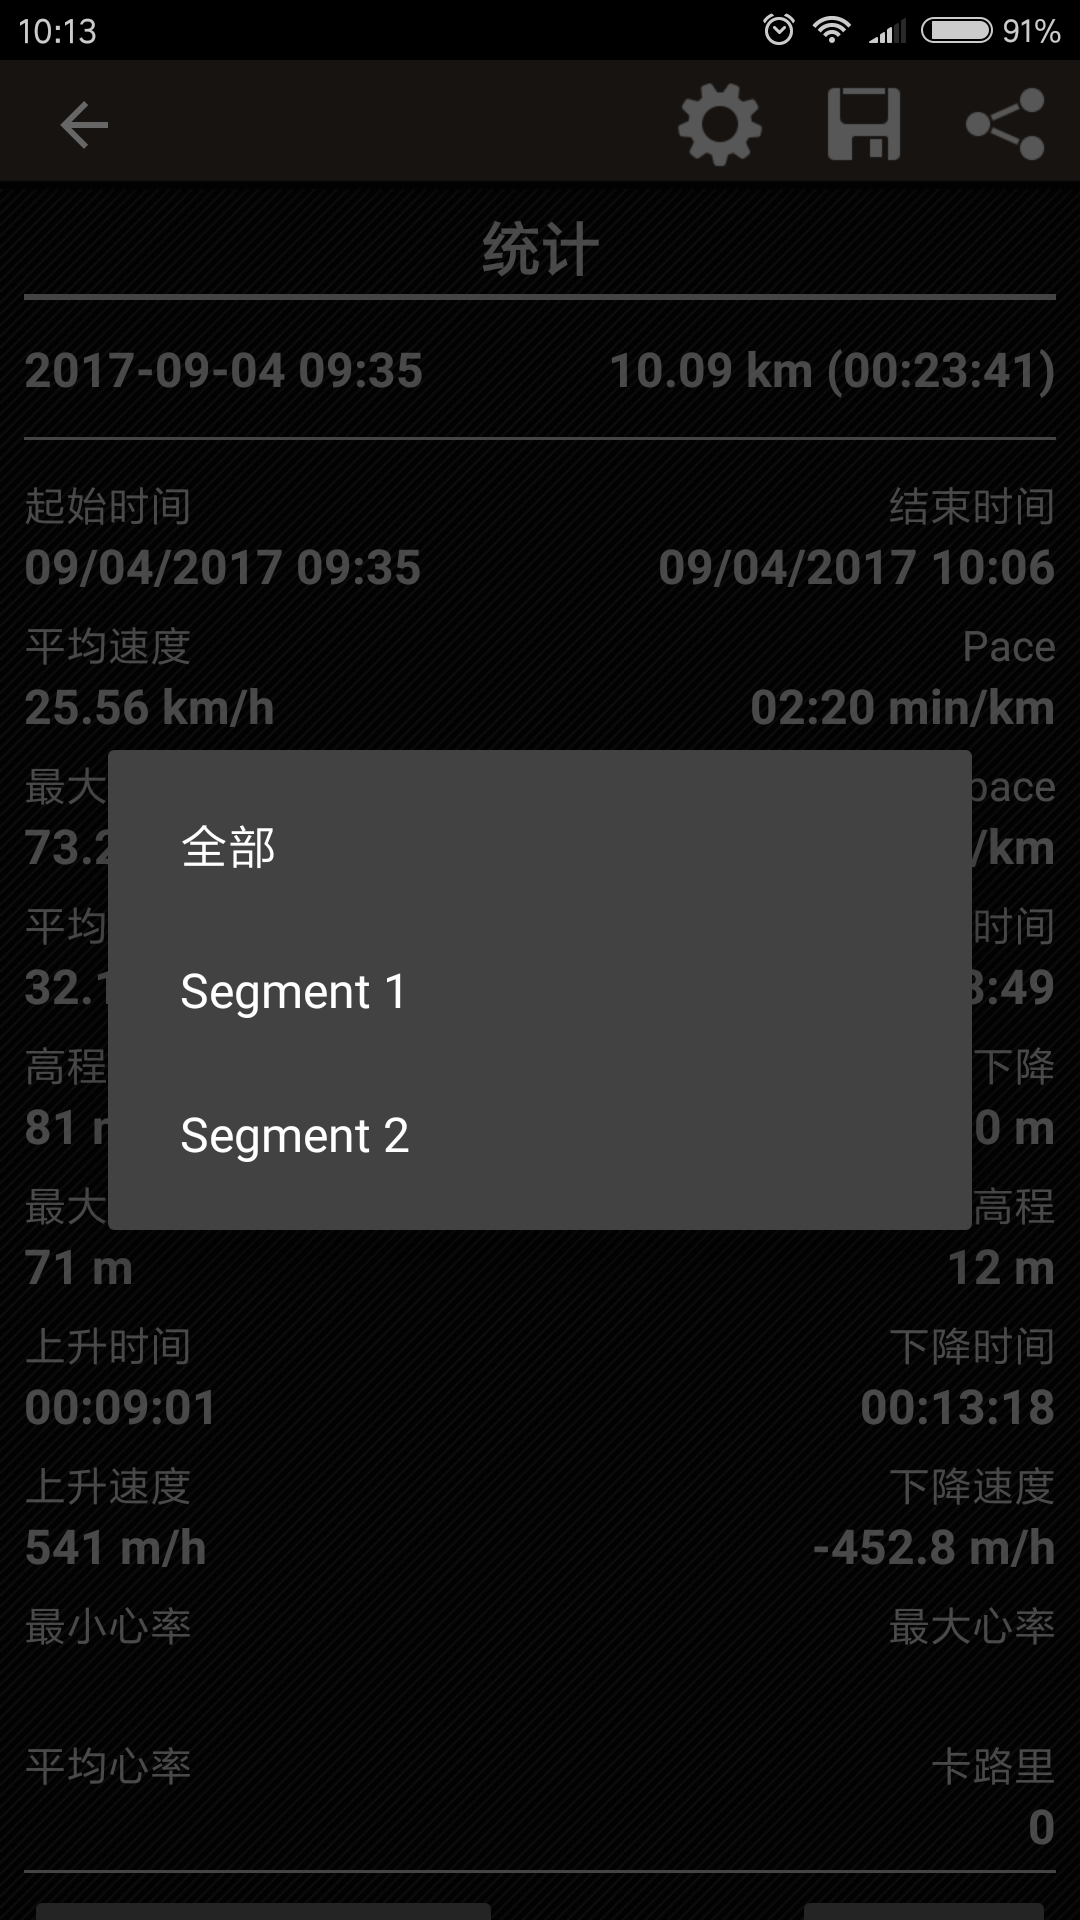 10:13 91%
统计
2017-09-04 09:35 10.09 km (00:23:41)
起始时间 结束时间
09/04/2017 09:35 09/04/2017 10:06
平均速度 Pace
25.56 km/h 02:20 min/km
最大 pace
73.2 /km
平均 时间
32.1 3:49
高程 下降
81 0 m
最大 高程
71 m 12 m
全部
Segment 1
Segment 2
上升时间 下降时间
00:09:01 00:13:18
上升速度 下降速度
541 m/h -452.8 m/h
最小心率 最大心率
平均心率 卡路里
0